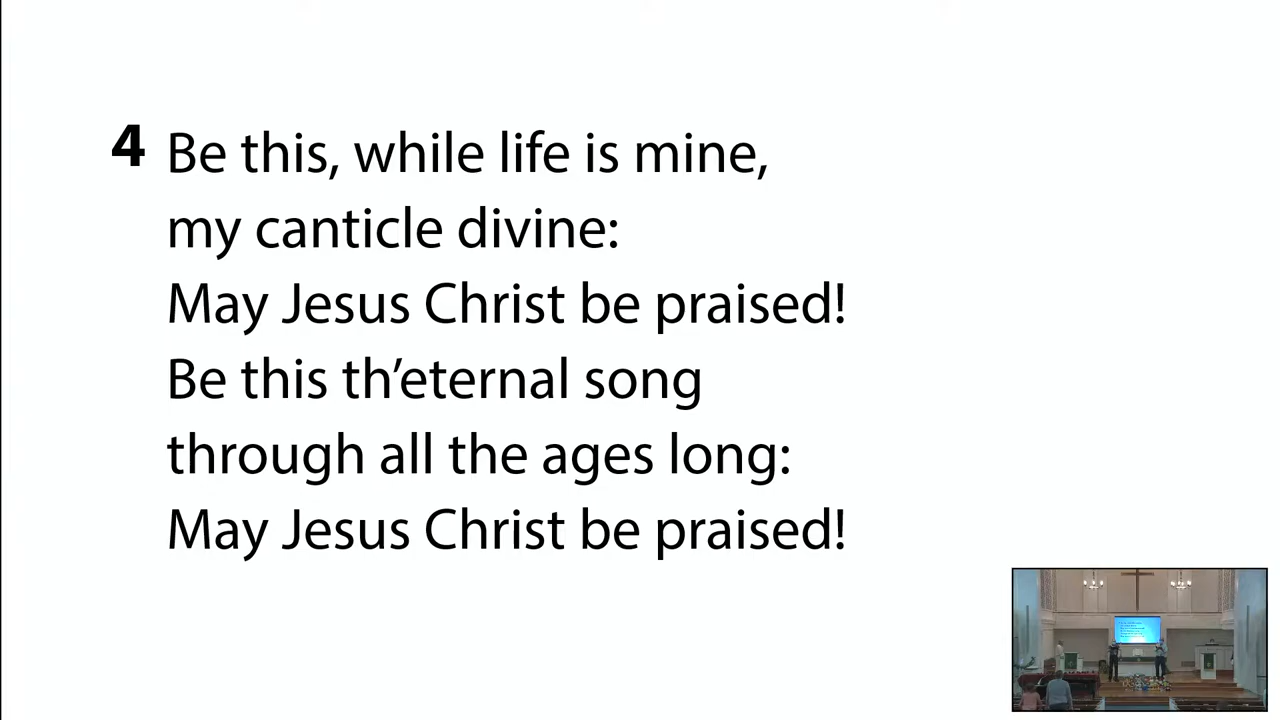 4 Be this, while life is mine,
my canticle divine:
May Jesus Christ be praised!
Be this th’eternal song
through all the ages long:
May Jesus Christ be praised!